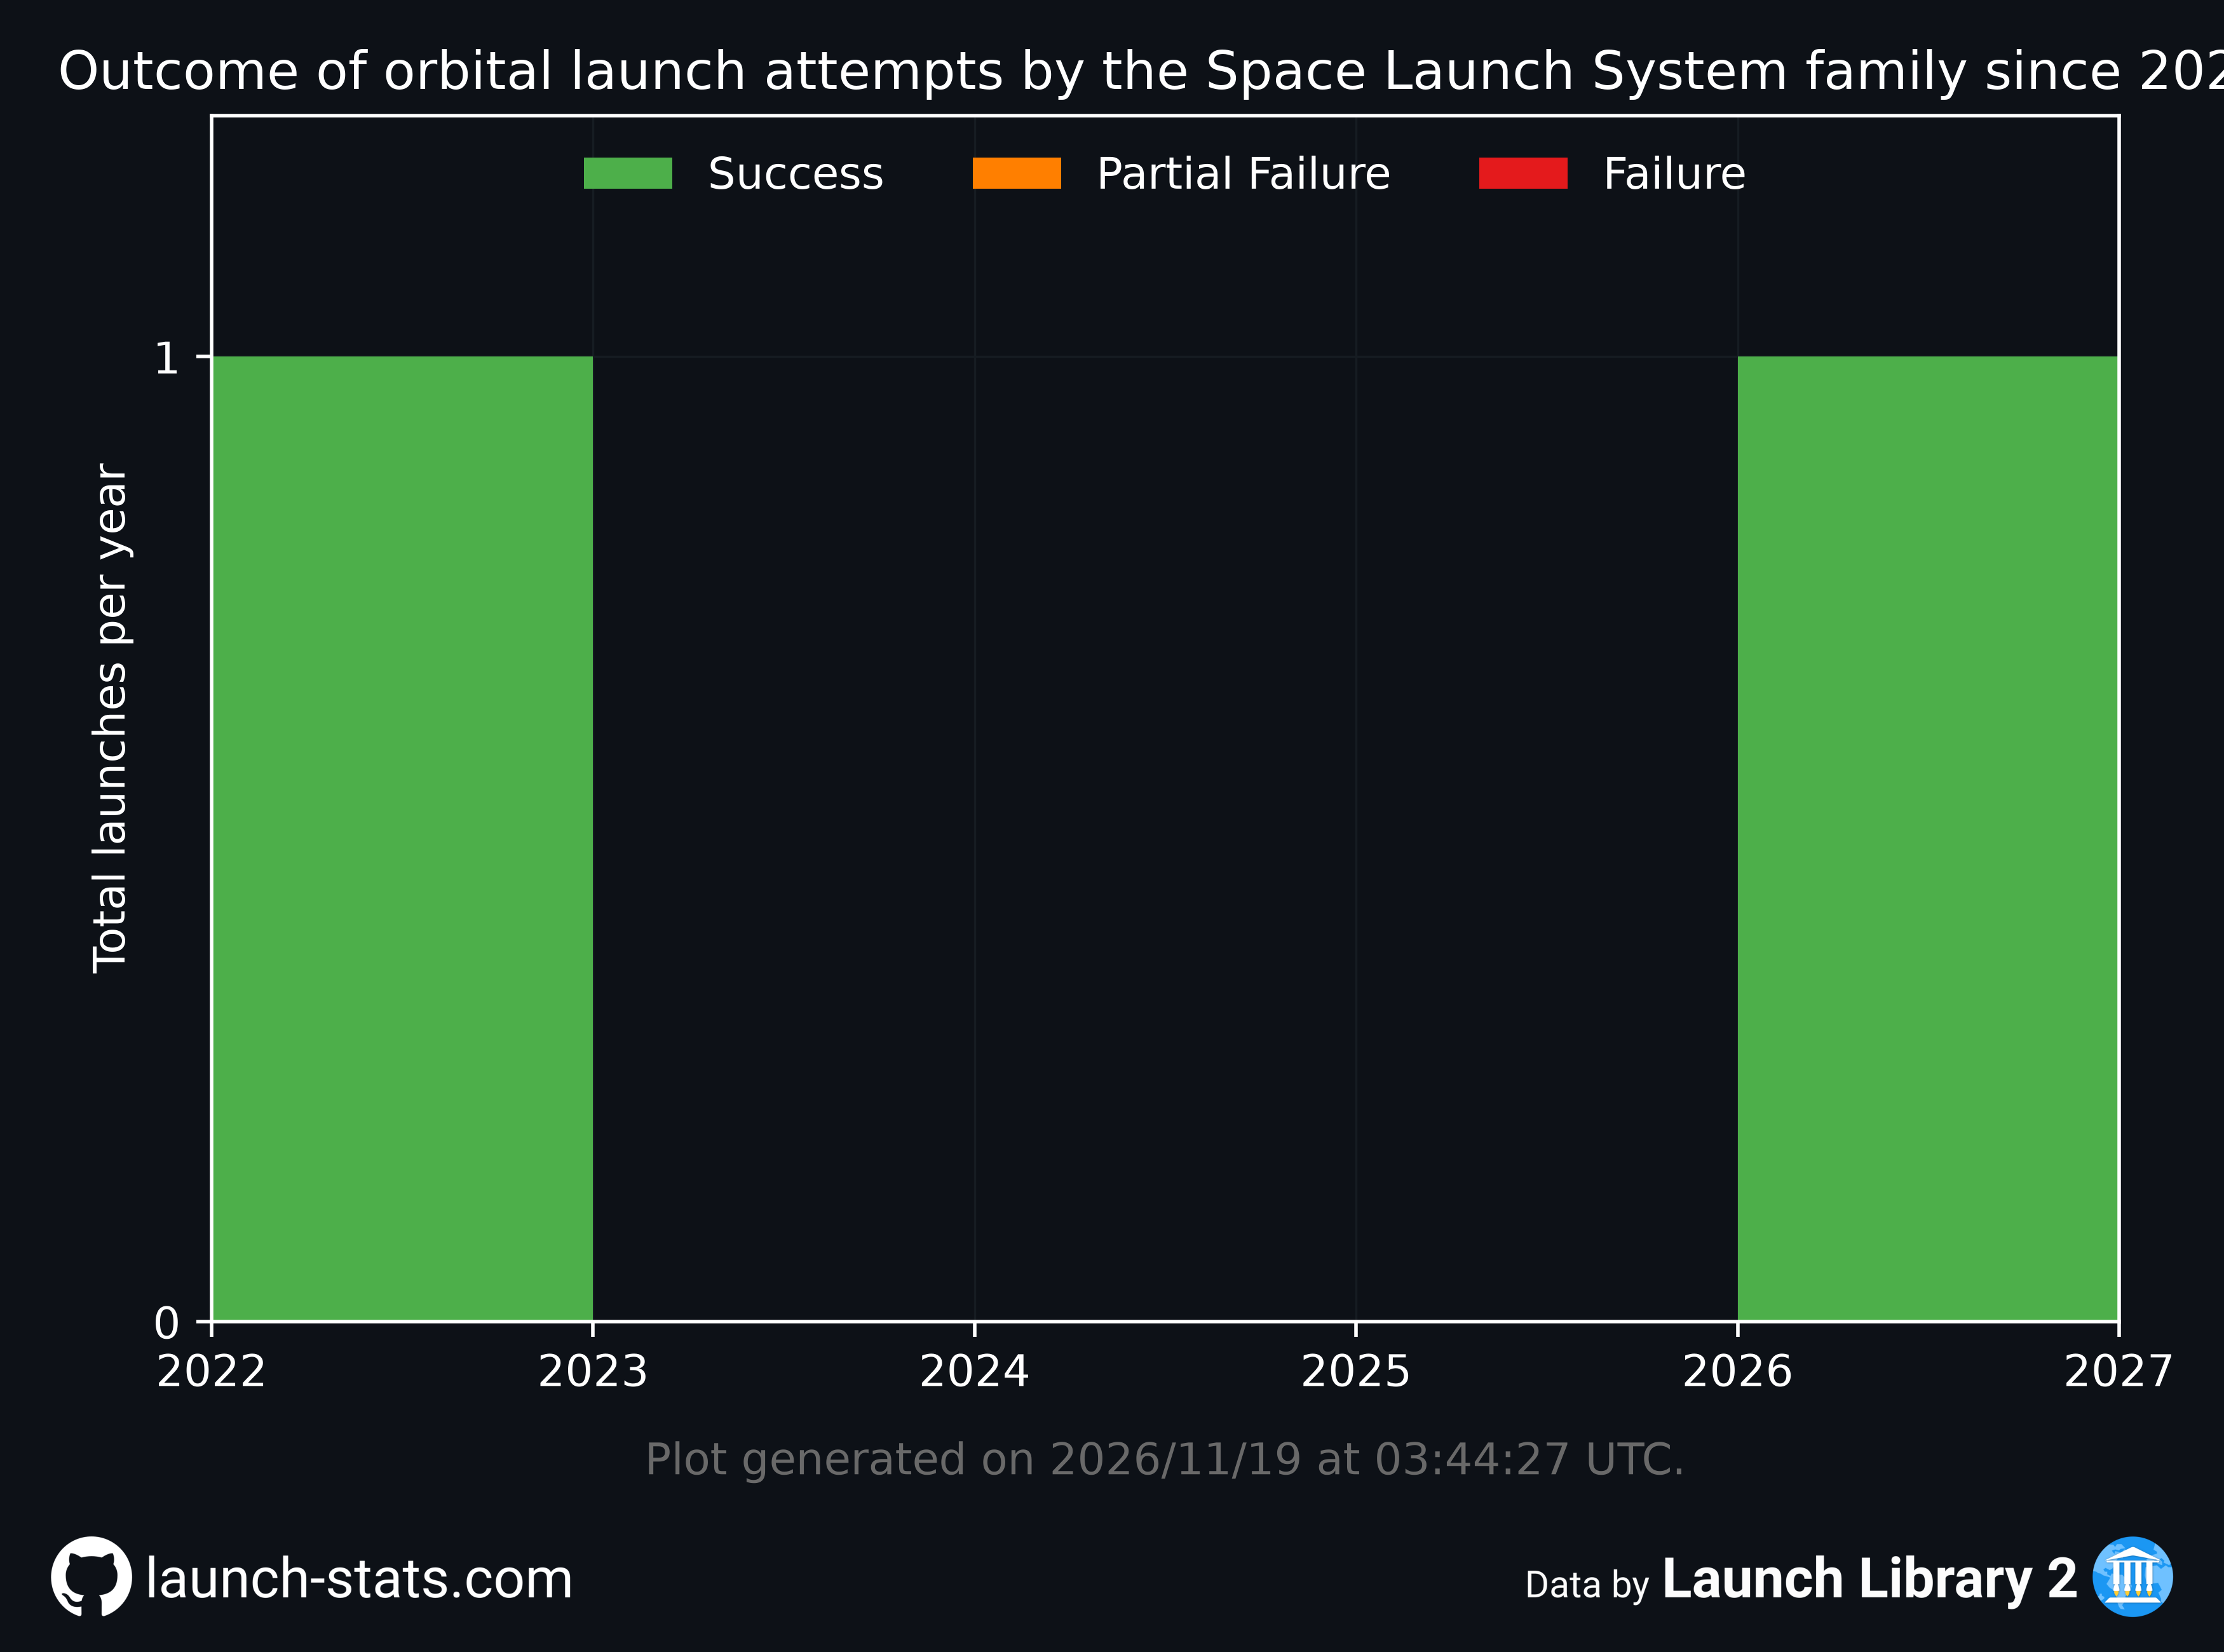 Outcome of orbital launch attempts by the Space Launch System family since
Success Partial Failure Failure
1
Total launches per year
0
2022 2023 2024 2025 2026 2027
Plot generated on 2026/11/19 at 03:44:27 UTC.
launch-stats.com
Data by Launch Library 2